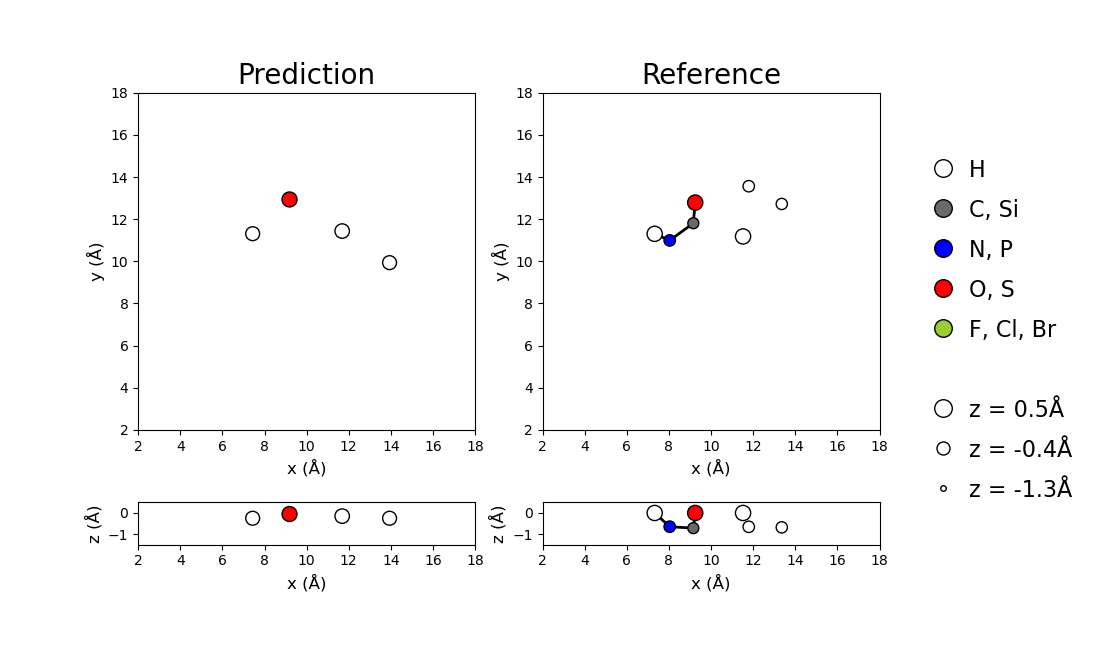 Prediction
Reference
18
16
14
12
10
8
6
4
2
y (Å)
2 4 6 8 10 12 14 16 18
x (Å)
18
16
14
12
10
8
6
4
2
y (Å)
2 4 6 8 10 12 14 16 18
x (Å)
0
−1
z (Å)
2 4 6 8 10 12 14 16 18
x (Å)
0
−1
z (Å)
2 4 6 8 10 12 14 16 18
x (Å)
H
C, Si
N, P
O, S
F, Cl, Br
z = 0.5Å
z = -0.4Å
z = -1.3Å